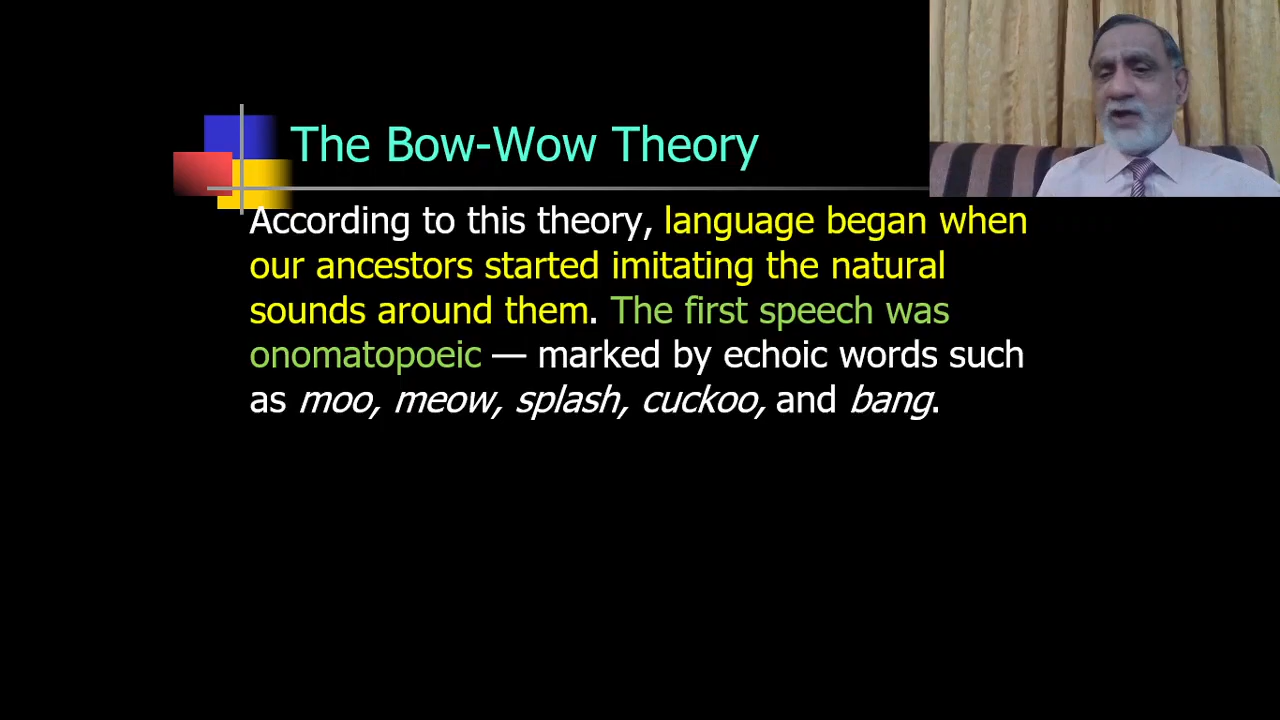 The Bow-Wow Theory
According to this theory, language began when
our ancestors started imitating the natural
sounds around them. The first speech was
onomatopoeic — marked by echoic words such
as moo, meow, splash, cuckoo, and bang.